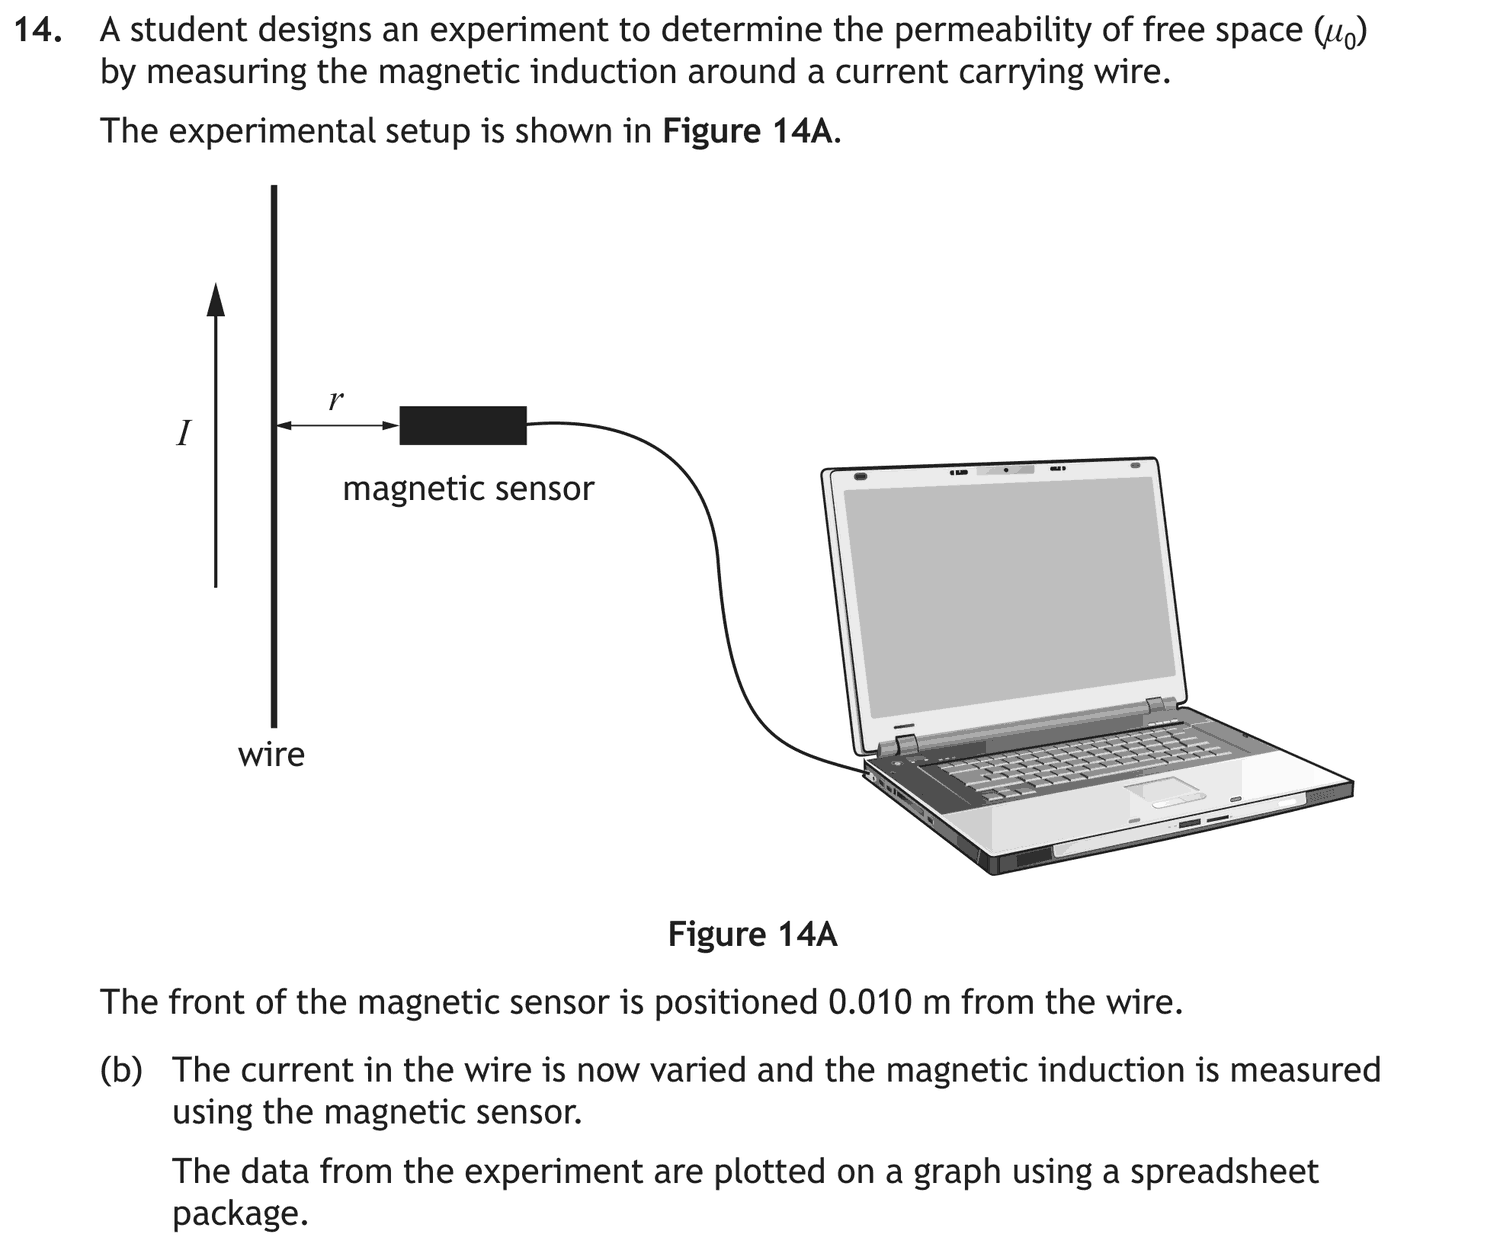 14. A student designs an experiment to determine the permeability of free space (μ₀)
by measuring the magnetic induction around a current carrying wire.
The experimental setup is shown in Figure 14A.
r
I
magnetic sensor
wire
Figure 14A
The front of the magnetic sensor is positioned 0.010 m from the wire.
(b) The current in the wire is now varied and the magnetic induction is measured
using the magnetic sensor.
The data from the experiment are plotted on a graph using a spreadsheet
package.